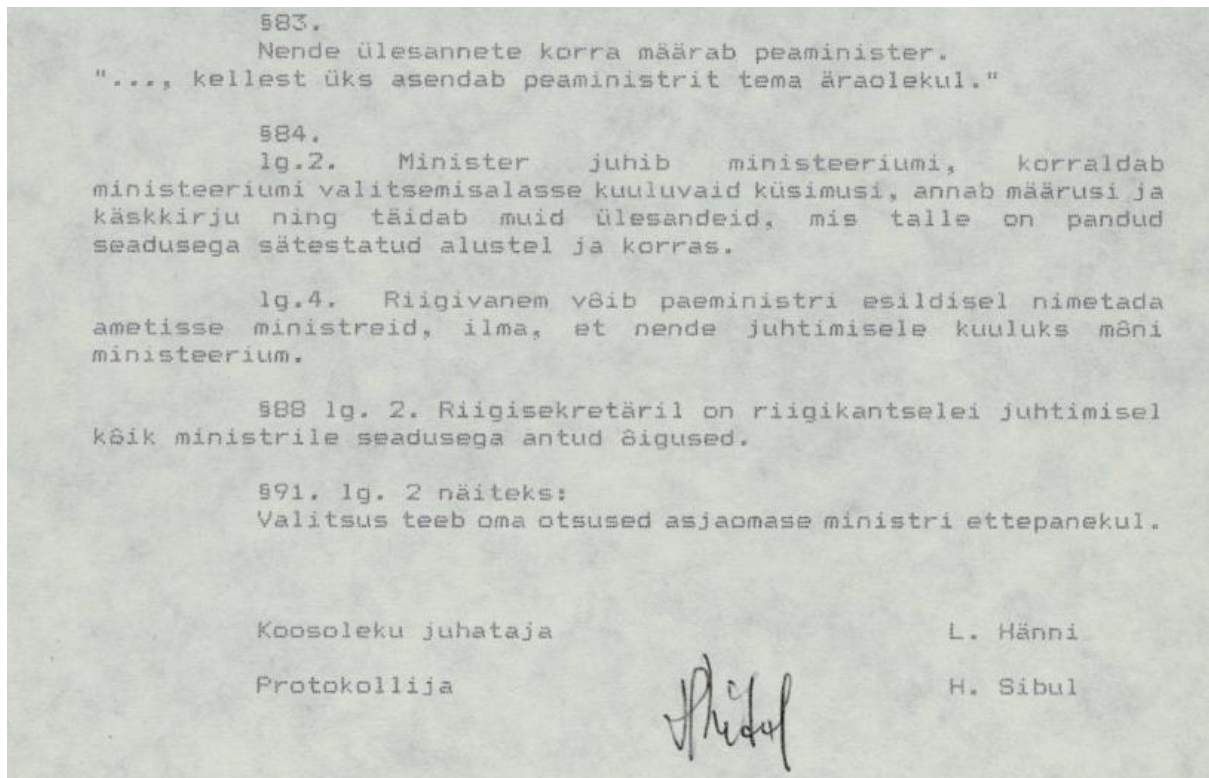 §83.
Nende ülesannete korra määrab peaminister.
"..., kellest üks asendab peaministrit tema äraolekul."
§84.
lg.2. Minister juhib ministeeriumi, korraldab
ministeeriumi valitsemisalasse kuuluvaid küsimusi, annab määrusi ja
käskkirju ning täidab muid ülesandeid, mis talle on pandud
seadusega sätestatud alustel ja korras.
lg.4. Riigivanem vôib paeministri esildisel nimetada
ametisse ministreid, ilma, et nende juhtimisele kuuluks môni
ministeerium.
§88 lg. 2. Riigisekretäril on riigikantselei juhtimisel
kôik ministrile seadusega antud ôigused.
§91. lg. 2 näiteks:
Valitsus teeb oma otsused asjaomase ministri ettepanekul.
Koosoleku juhataja L. Hänni
Protokollija H. Sibul